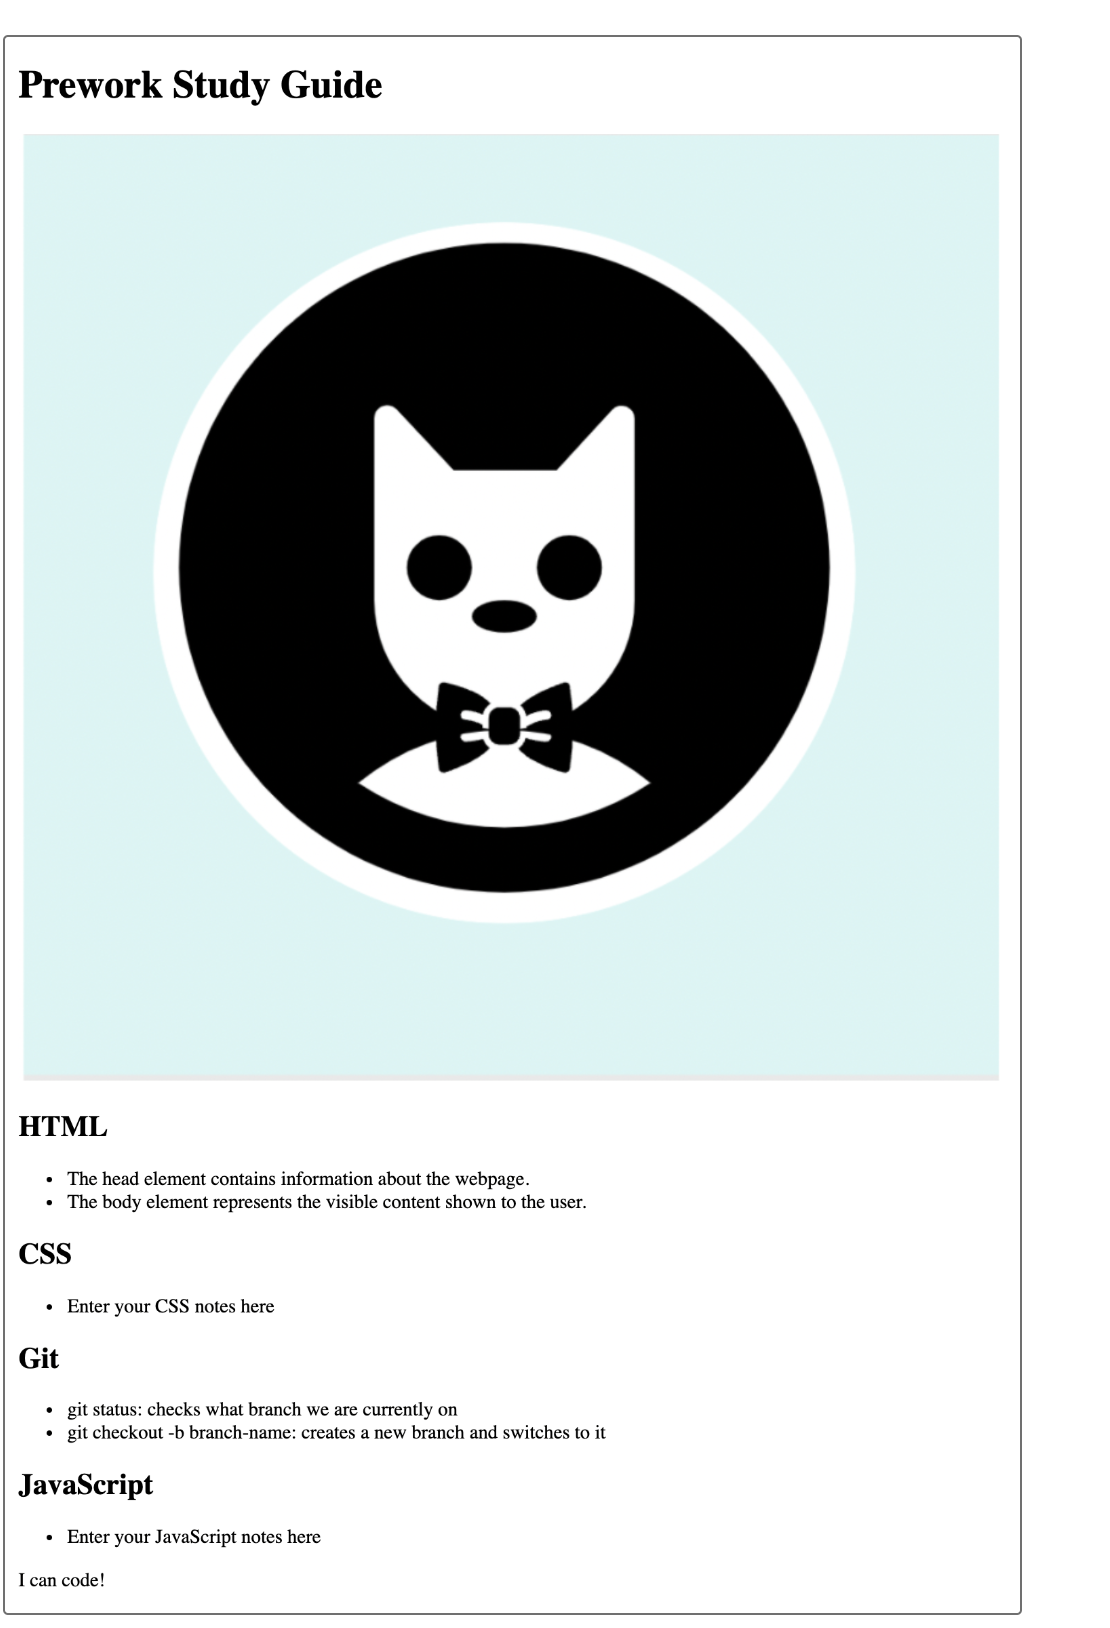 Prework Study Guide
HTML
• The head element contains information about the webpage.
• The body element represents the visible content shown to the user.
CSS
• Enter your CSS notes here
Git
• git status: checks what branch we are currently on
• git checkout -b branch-name: creates a new branch and switches to it
JavaScript
• Enter your JavaScript notes here
I can code!